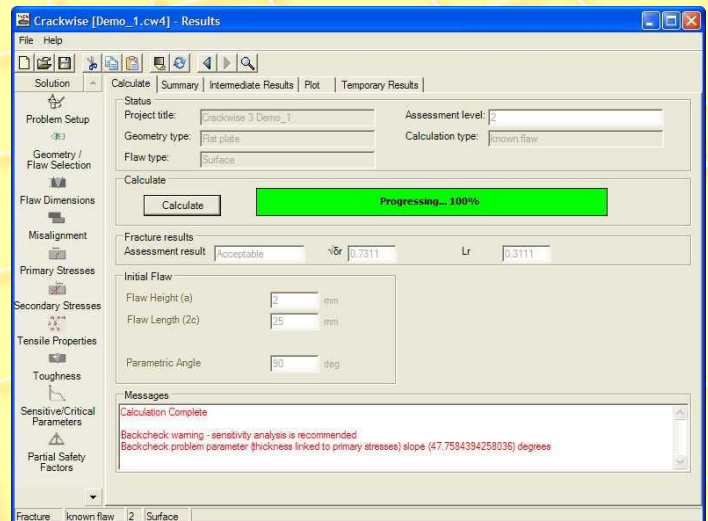 Crackwise [Demo_1.cw4] - Results
File Help
Solution
Problem Setup
Geometry /
Flaw Selection
Flaw Dimensions
Misalignment
Primary Stresses
Secondary Stresses
Tensile Properties
Toughness
Sensitive/Critical
Parameters
Partial Safety
Factors
Calculate Summary Intermediate Results Plot Temporary Results
Status
Project title: Crackwise 3 Demo_1 Assessment level: 2
Geometry type: Flat plate Calculation type: known flaw
Flaw type: Surface
Calculate
Calculate Progressing... 100%
Fracture results
Assessment result Acceptable √δr 0.7311 Lr 0.3111
Initial Flaw
Flaw Height (a) 2 mm
Flaw Length (2c) 25 mm
Parametric Angle 90 deg
Messages
Calculation Complete
Backcheck warning - sensitivity analysis is recommended
Backcheck problem parameter (thickness linked to primary stresses) slope (47.7584394258036) degrees
Fracture known flaw 2 Surface